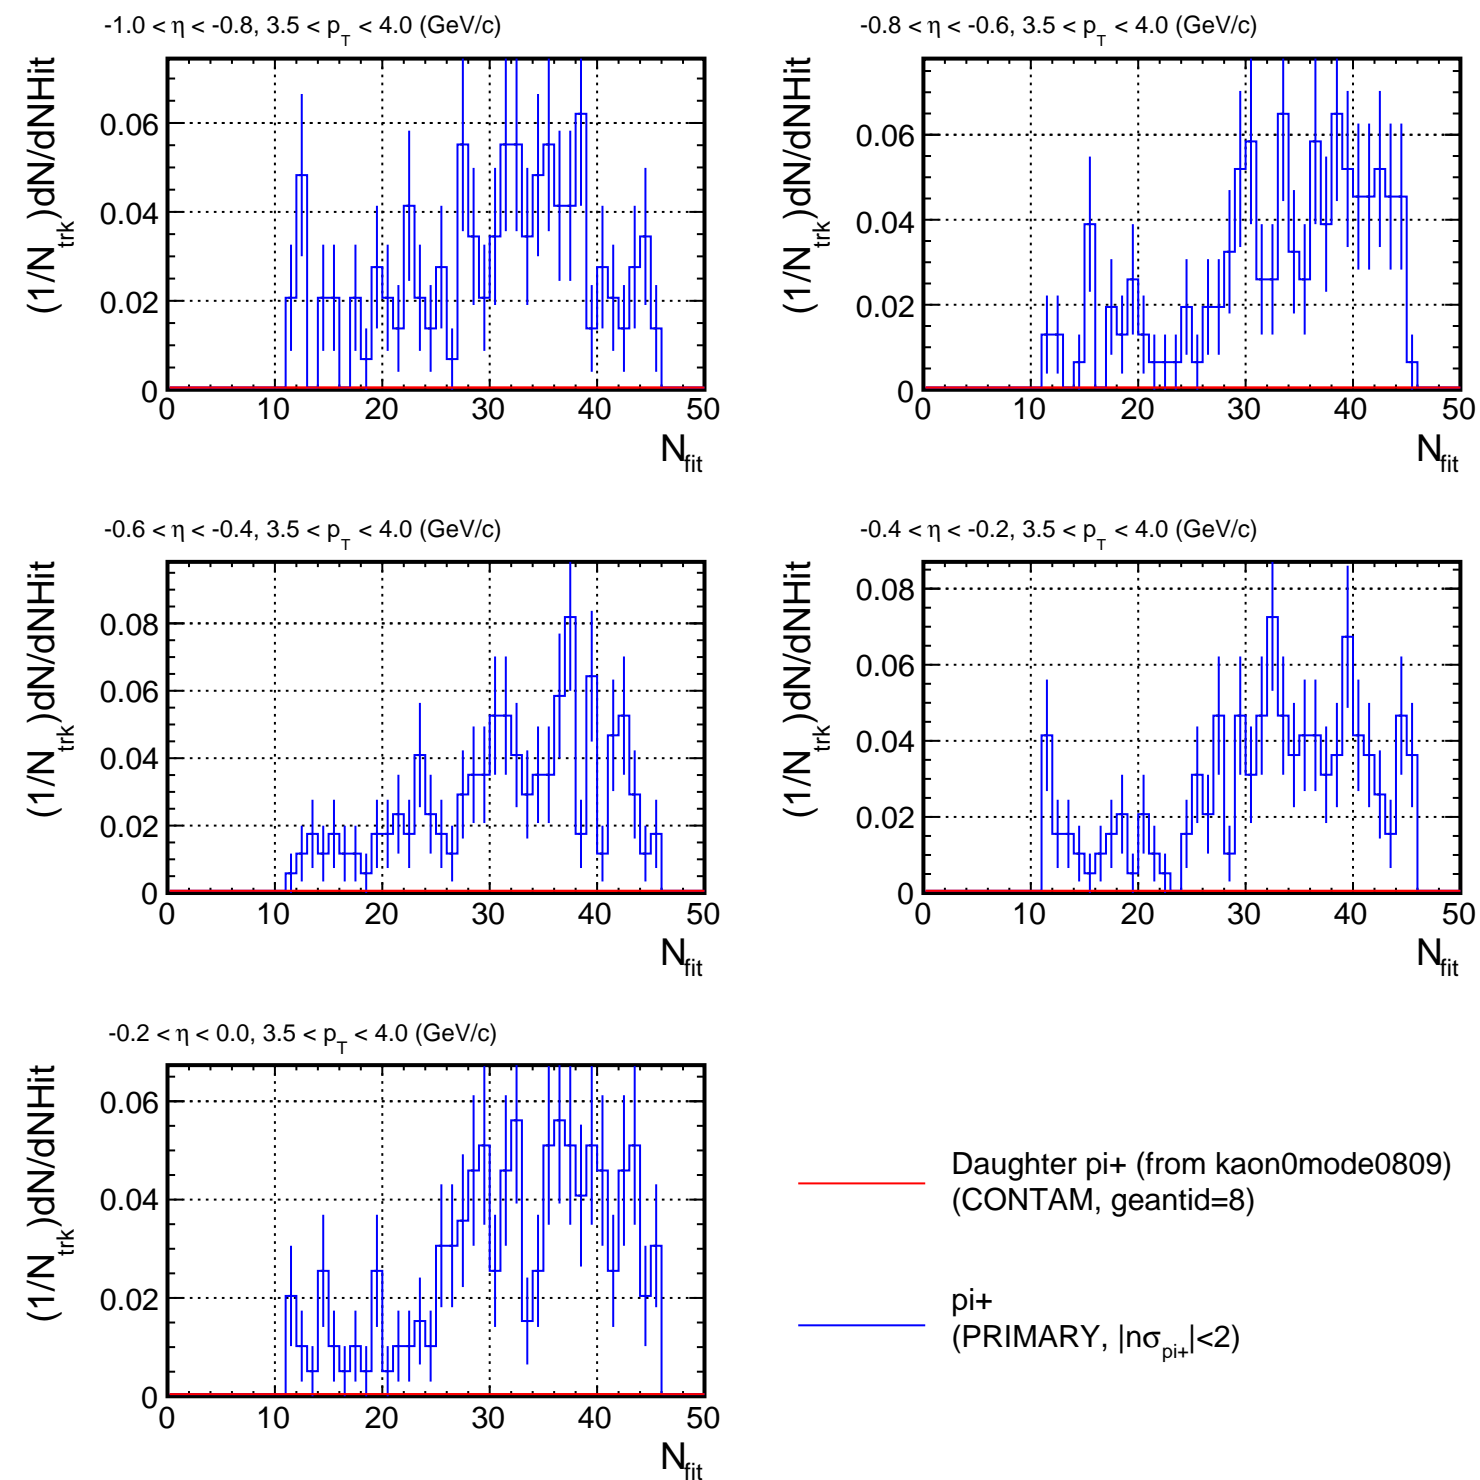 -1.0 < η < -0.8, 3.5 < p_T < 4.0 (GeV/c)
(1/N_trk)dN/dNHit
0.06
0.04
0.02
0
0 10 20 30 40 50
N_fit
-0.8 < η < -0.6, 3.5 < p_T < 4.0 (GeV/c)
(1/N_trk)dN/dNHit
0.06
0.04
0.02
0
0 10 20 30 40 50
N_fit
-0.6 < η < -0.4, 3.5 < p_T < 4.0 (GeV/c)
(1/N_trk)dN/dNHit
0.08
0.06
0.04
0.02
0
0 10 20 30 40 50
N_fit
-0.4 < η < -0.2, 3.5 < p_T < 4.0 (GeV/c)
(1/N_trk)dN/dNHit
0.08
0.06
0.04
0.02
0
0 10 20 30 40 50
N_fit
-0.2 < η < 0.0, 3.5 < p_T < 4.0 (GeV/c)
(1/N_trk)dN/dNHit
0.06
0.04
0.02
0
0 10 20 30 40 50
N_fit
Daughter pi+ (from kaon0mode0809)
(CONTAM, geantid=8)
pi+
(PRIMARY, |nσ_pi+|<2)